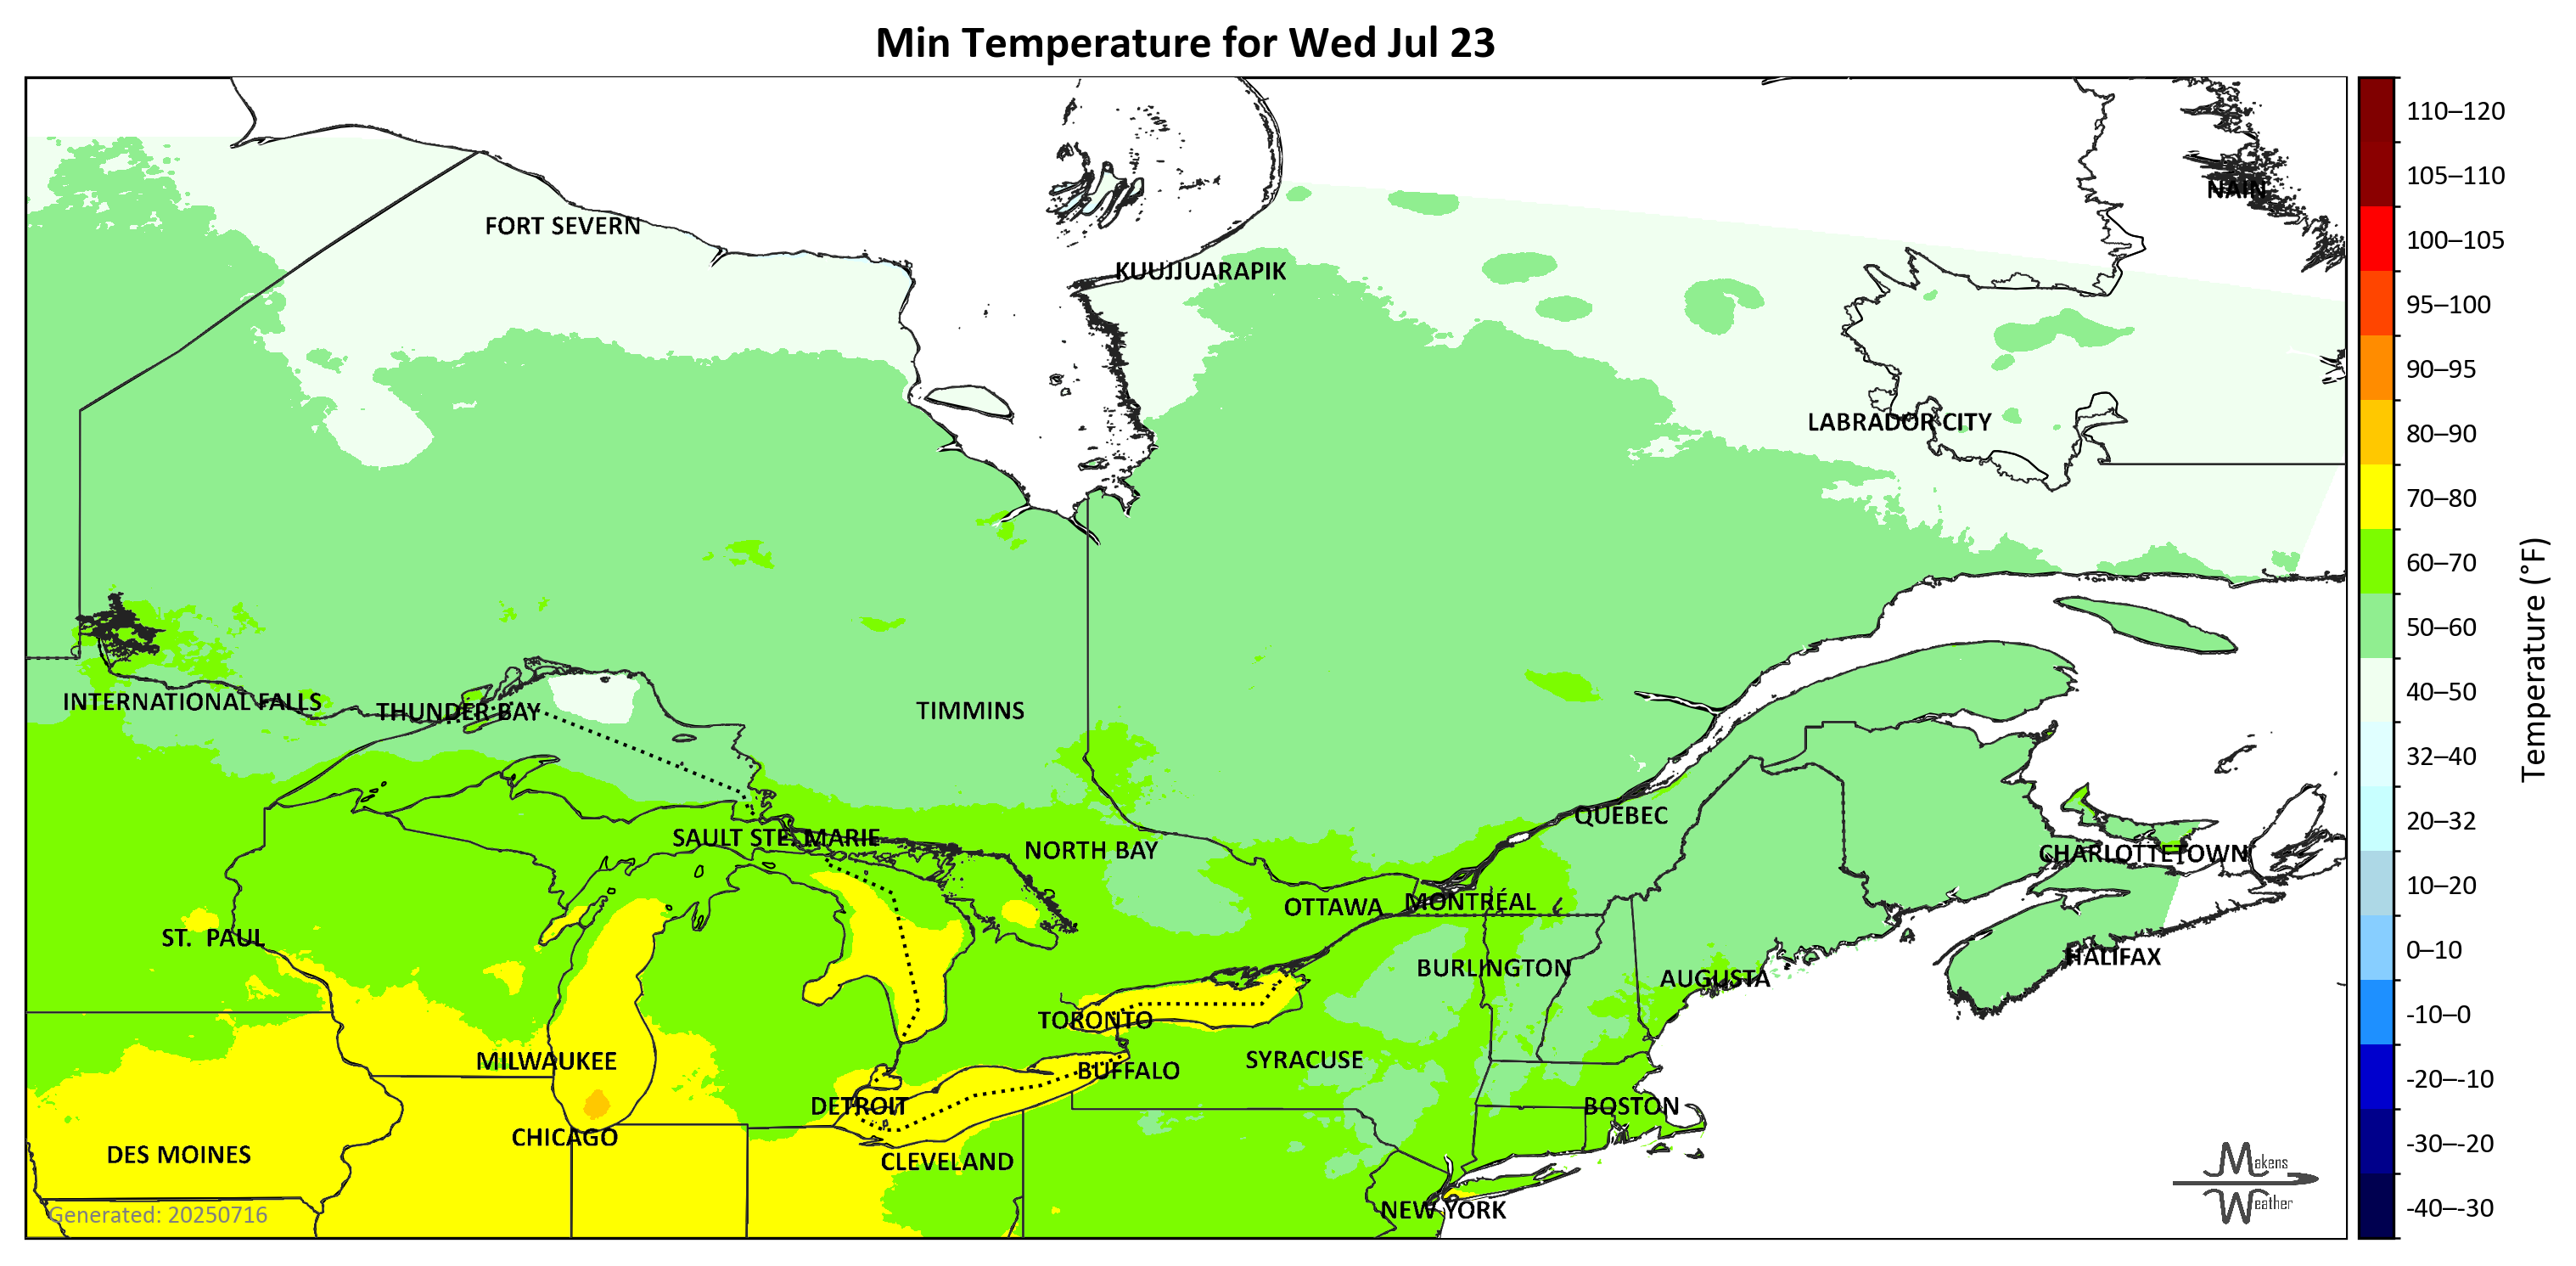 Min Temperature for Wed Jul 23
110–120
105–110
100–105
95–100
90–95
80–90
70–80
60–70
50–60
40–50
32–40
20–32
10–20
0–10
-10–0
-20–-10
-30–-20
-40–-30
Temperature (°F)
NAIN
FORT SEVERN
KUUJJUARAPIK
LABRADOR CITY
INTERNATIONAL FALLS
THUNDER BAY
TIMMINS
QUÉBEC
SAULT STE. MARIE
NORTH BAY
CHARLOTTETOWN
OTTAWA
MONTRÉAL
ST. PAUL
HALIFAX
BURLINGTON
AUGUSTA
TORONTO
MILWAUKEE
SYRACUSE
BUFFALO
DETROIT
BOSTON
CHICAGO
DES MOINES
CLEVELAND
NEW YORK
Generated: 20250716
Makens
Weather